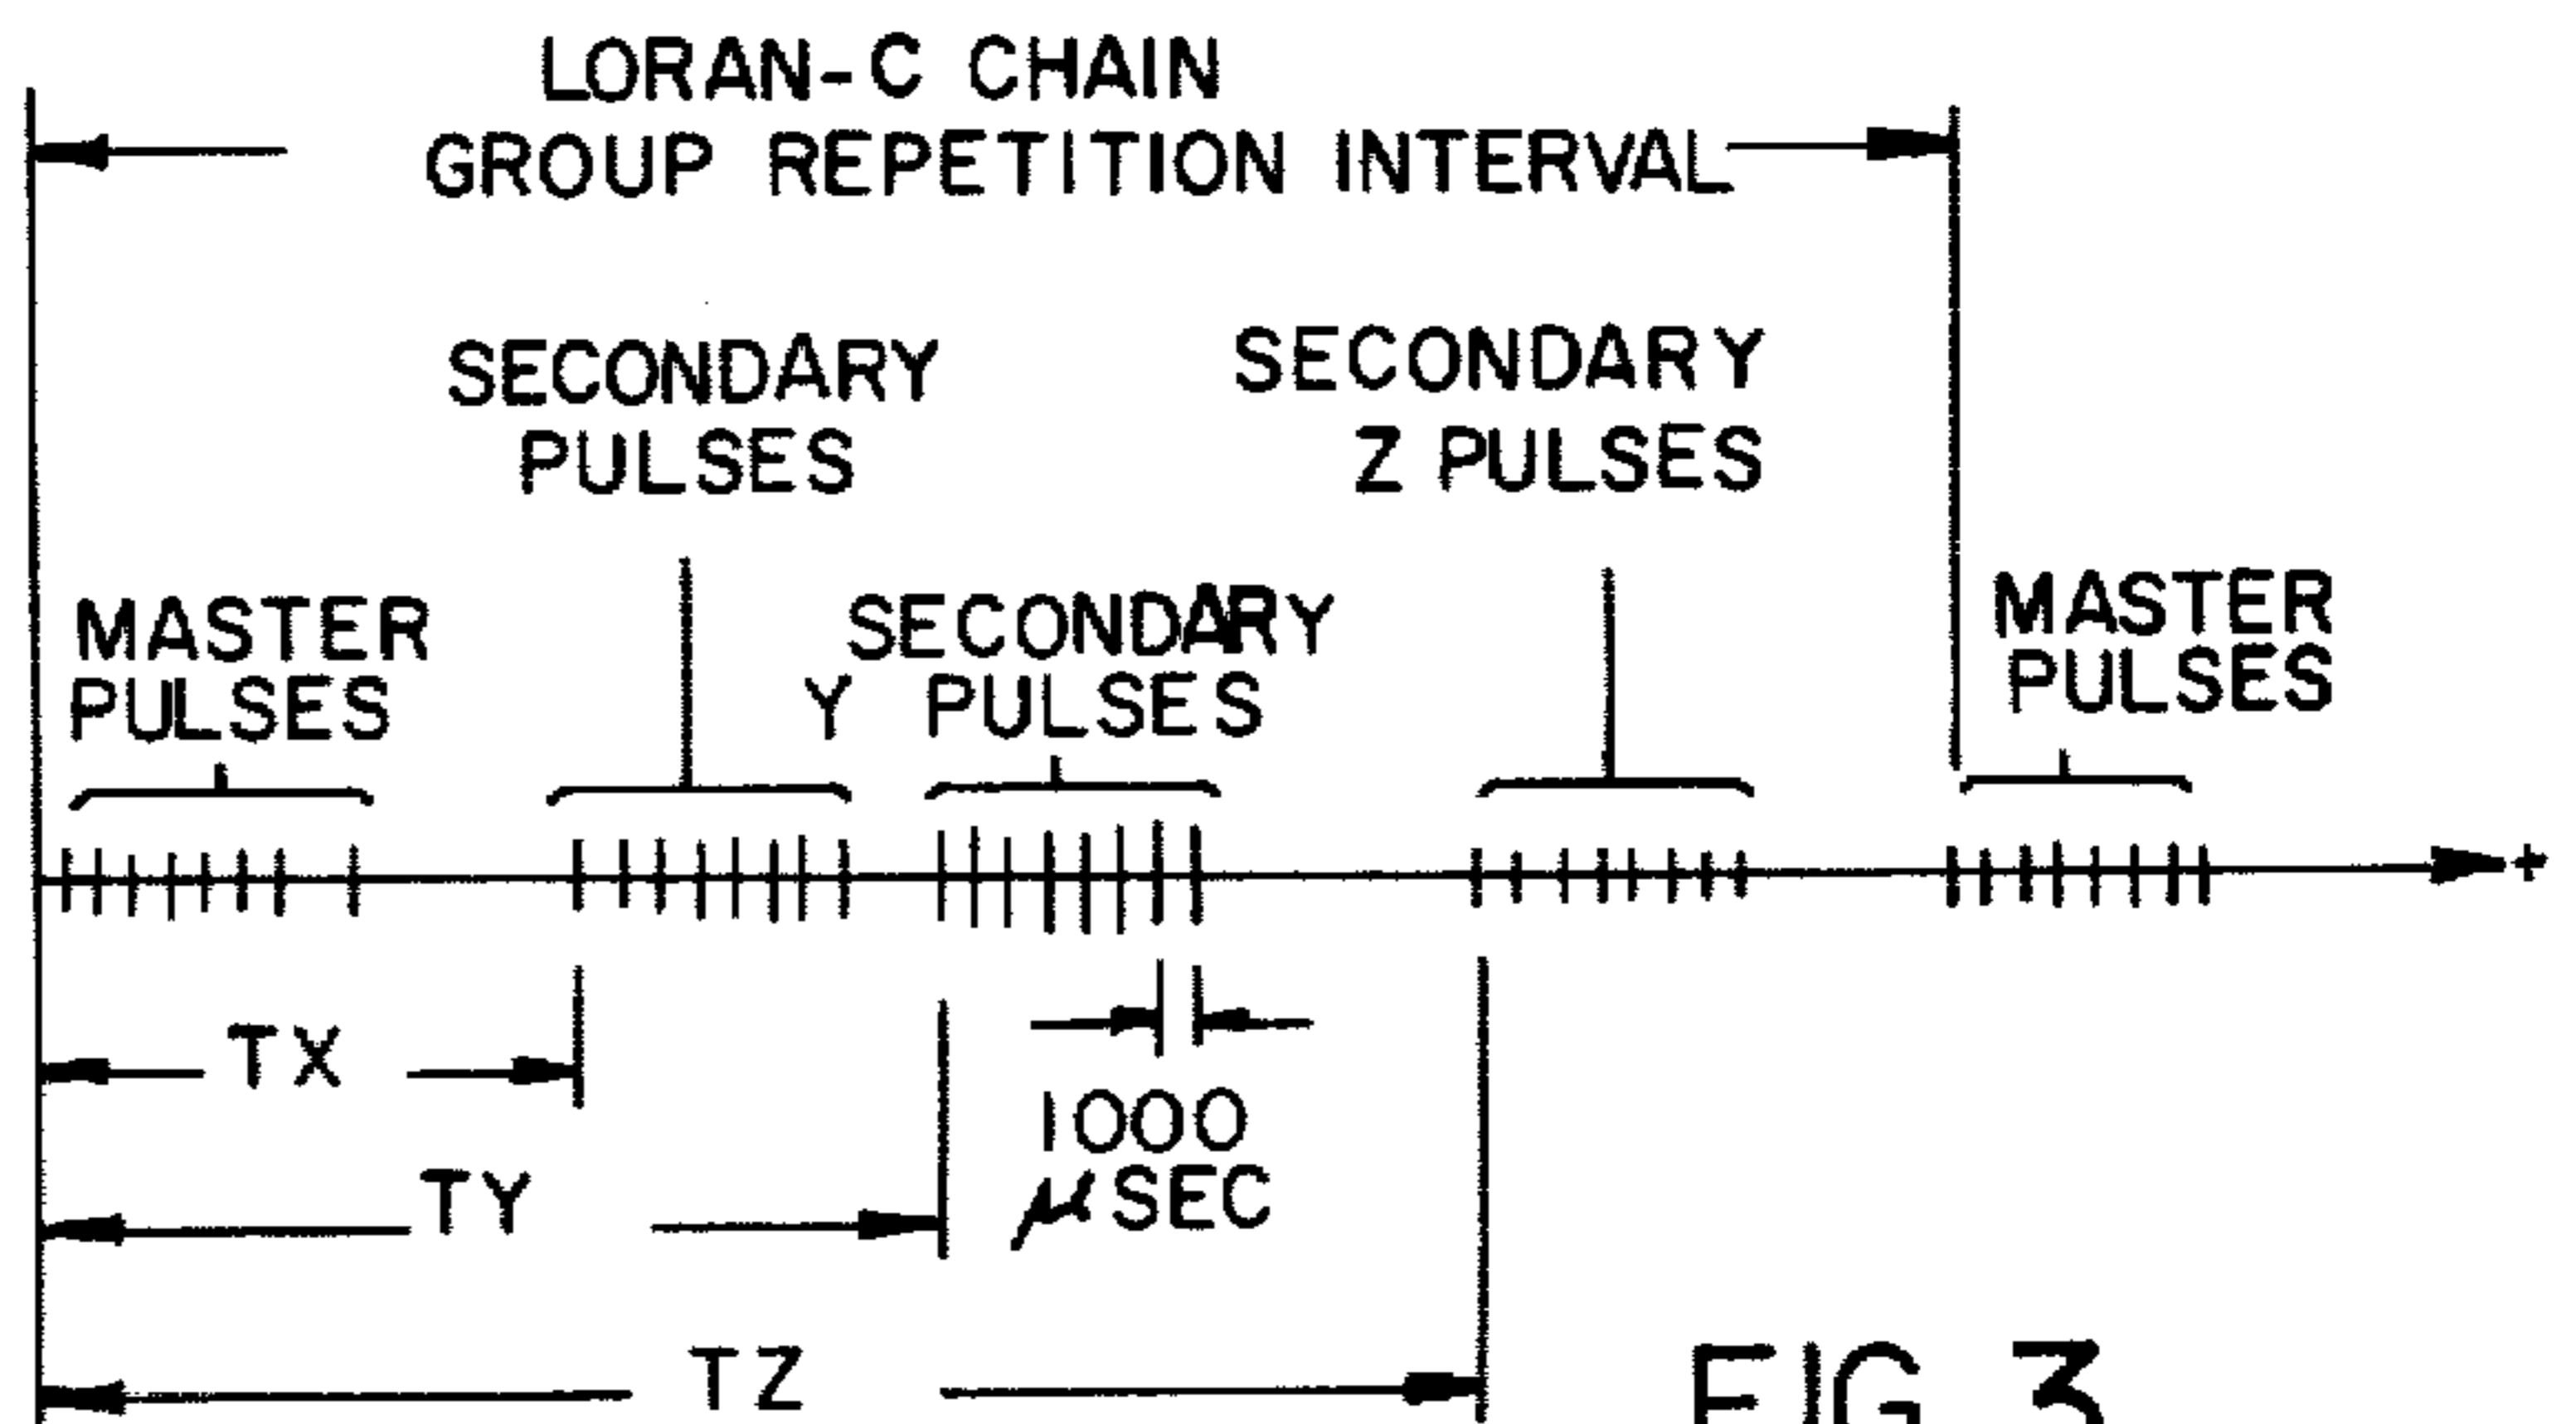 LORAN-C CHAIN
GROUP REPETITION INTERVAL
SECONDARY
PULSES
SECONDARY
Z PULSES
MASTER
PULSES
SECONDARY
Y PULSES
MASTER
PULSES
+
TX
1000
μSEC
TY
TZ
FIG 3